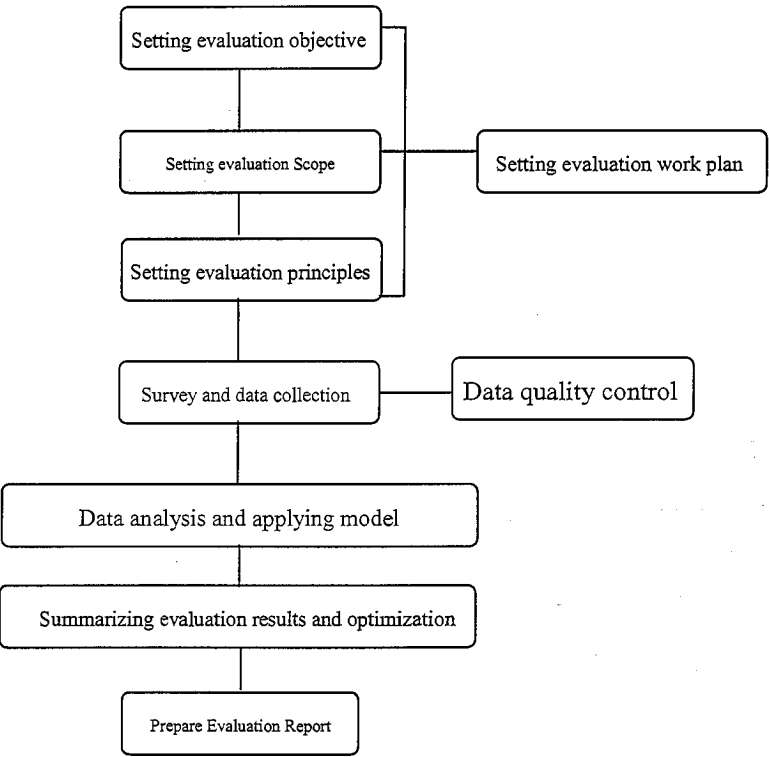 Setting evaluation objective
Setting evaluation Scope
Setting evaluation work plan
Setting evaluation principles
Survey and data collection
Data quality control
Data analysis and applying model
Summarizing evaluation results and optimization
Prepare Evaluation Report